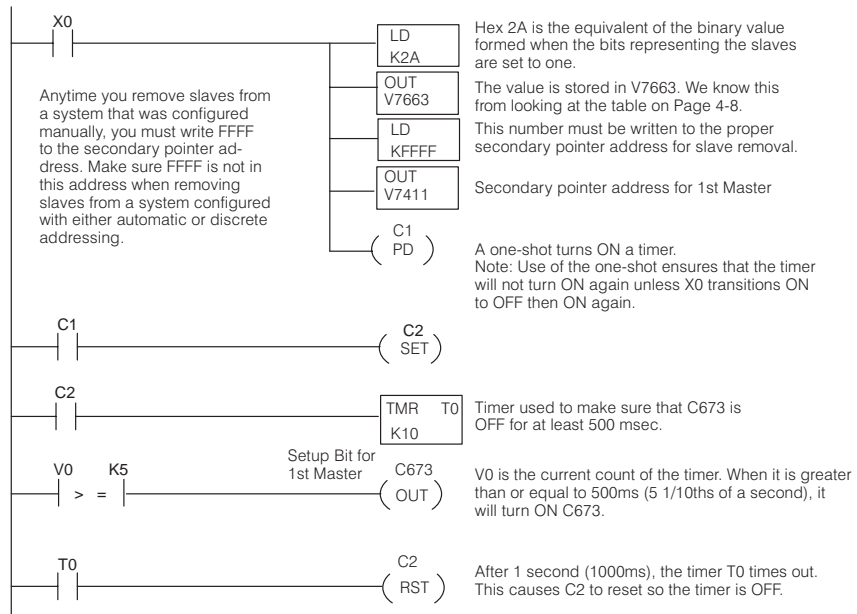 X0
LD
K2A
Hex 2A is the equivalent of the binary value
formed when the bits representing the slaves
are set to one.
OUT
V7663
The value is stored in V7663. We know this
from looking at the table on Page 4-8.
Anytime you remove slaves from
a system that was configured
manually, you must write FFFF
to the secondary pointer ad-
dress. Make sure FFFF is not in
this address when removing
slaves from a system configured
with either automatic or discrete
addressing.
LD
KFFFF
This number must be written to the proper
secondary pointer address for slave removal.
OUT
V7411
Secondary pointer address for 1st Master
C1
PD
A one-shot turns ON a timer.
Note: Use of the one-shot ensures that the timer
will not turn ON again unless X0 transitions ON
to OFF then ON again.
C1
C2
SET
C2
TMR T0
K10
Timer used to make sure that C673 is
OFF for at least 500 msec.
V0 K5
> =
Setup Bit for
1st Master
C673
OUT
V0 is the current count of the timer. When it is greater
than or equal to 500ms (5 1/10ths of a second), it
will turn ON C673.
T0
C2
RST
After 1 second (1000ms), the timer T0 times out.
This causes C2 to reset so the timer is OFF.